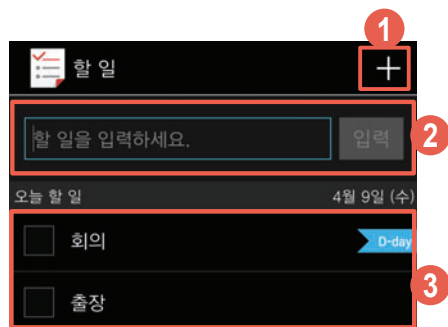 1
할 일
+
할 일을 입력하세요. 입력
2
오늘 할 일 4월 9일 (수)
회의 D-day
3
출장